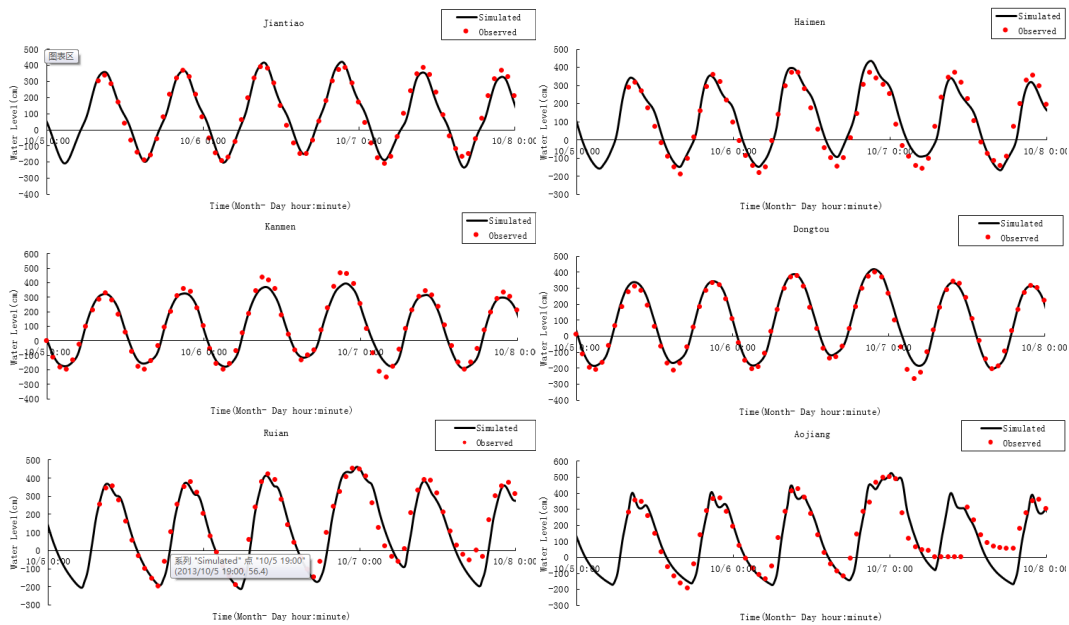 Jiantiao
Simulated
Observed
图表区
Water Level(cm)
500
400
300
200
100
0
-100
-200
-300
-400
0:00
10/6 0:00
10/7 0:00
10/8 0:00
Time(Month- Day hour:minute)
Haimen
Simulated
Observed
Water Level(cm)
500
400
300
200
100
0
-100
-200
-300
0:00
10/6 0:00
10/7 0:00
10/8 0:00
Time(Month- Day hour:minute)
Kanmen
Simulated
Observed
Water Level(cm)
600
500
400
300
200
100
0
-100
-200
-300
-400
10/5 0:00
10/6 0:00
10/7 0:00
10/8 0:00
Time(Month- Day hour:minute)
Dongtou
Simulated
Observed
Water Level(cm)
500
400
300
200
100
0
-100
-200
-300
-400
0:00
10/6 0:00
10/7 0:00
10/8 0:00
Time(Month- Day hour:minute)
Ruian
Simulated
Observed
Water Level(cm)
500
400
300
200
100
0
-100
-200
-300
10/5 0:00
10/7 0:00
10/8 0:00
系列 "Simulated" 点 "10/5 19:00"
(2013/10/5 19:00, 56.4)
Time(Month- Day hour:minute)
Aojiang
Simulated
Observed
Water Level(cm)
600
500
400
300
200
100
0
-100
-200
-300
0:00
10/6 0:00
10/7 0:00
10/8 0:00
Time(Month- Day hour:minute)